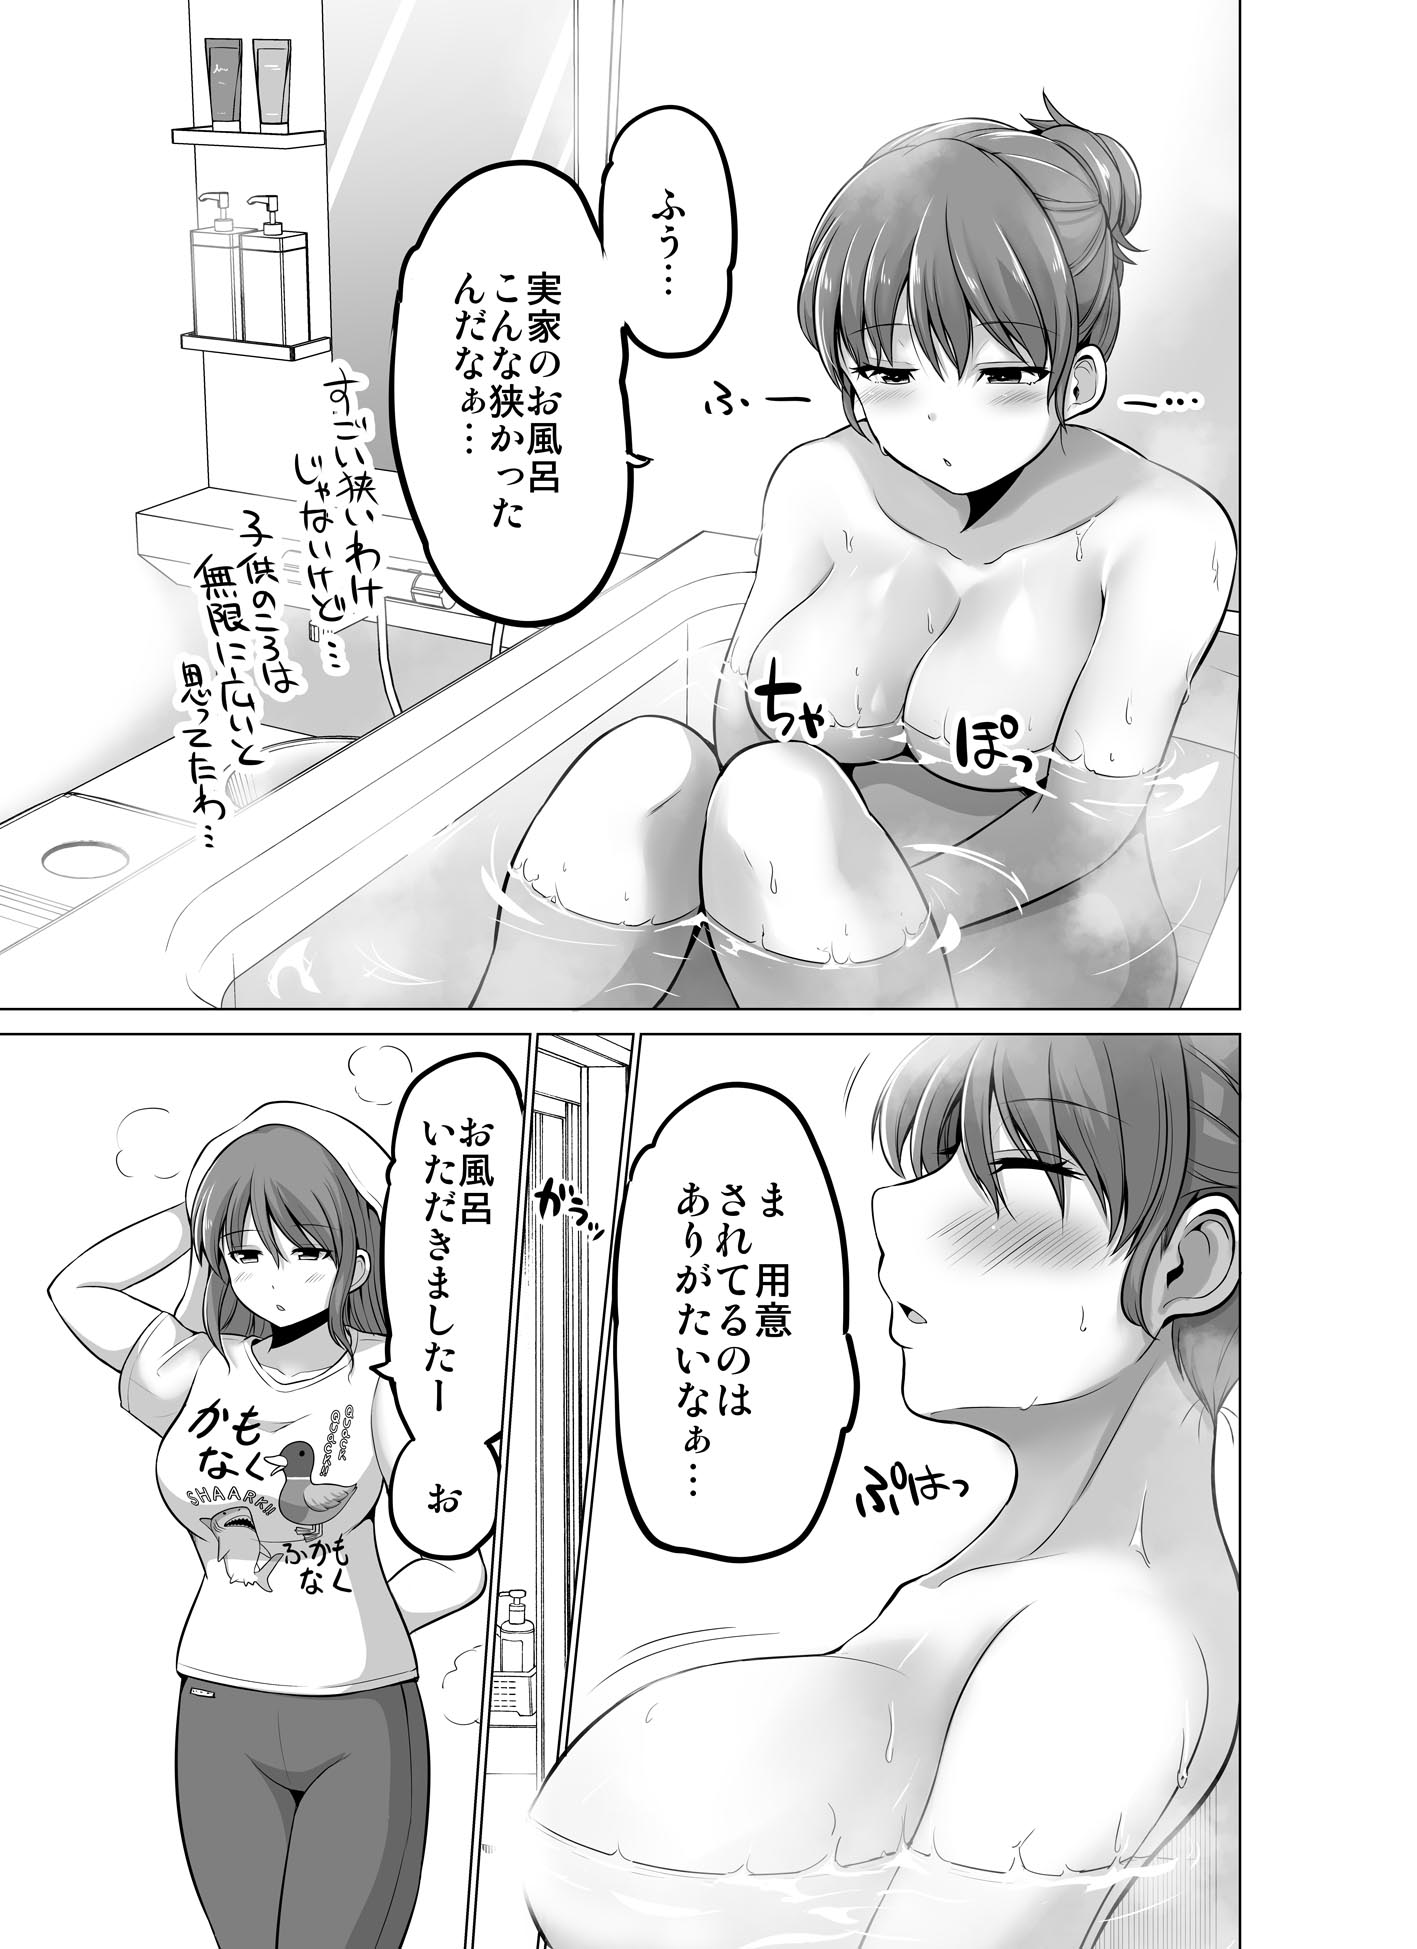 ふぅ…
実家のお風呂
こんな狭かった
んだなぁ…
ふー
ー…
すごい狭いわけ
じゃないけど…
子供のころは
無限に広いと
思ってたわ…
ちゃ
ぽっ
ま 用意
されてるのは
ありがたいなぁ…
ぷはっ
がらッ
お風呂
いただきましたー
お
かも
なく
QUACK
QUACK!!
SHAARK!!
ふかも
なく